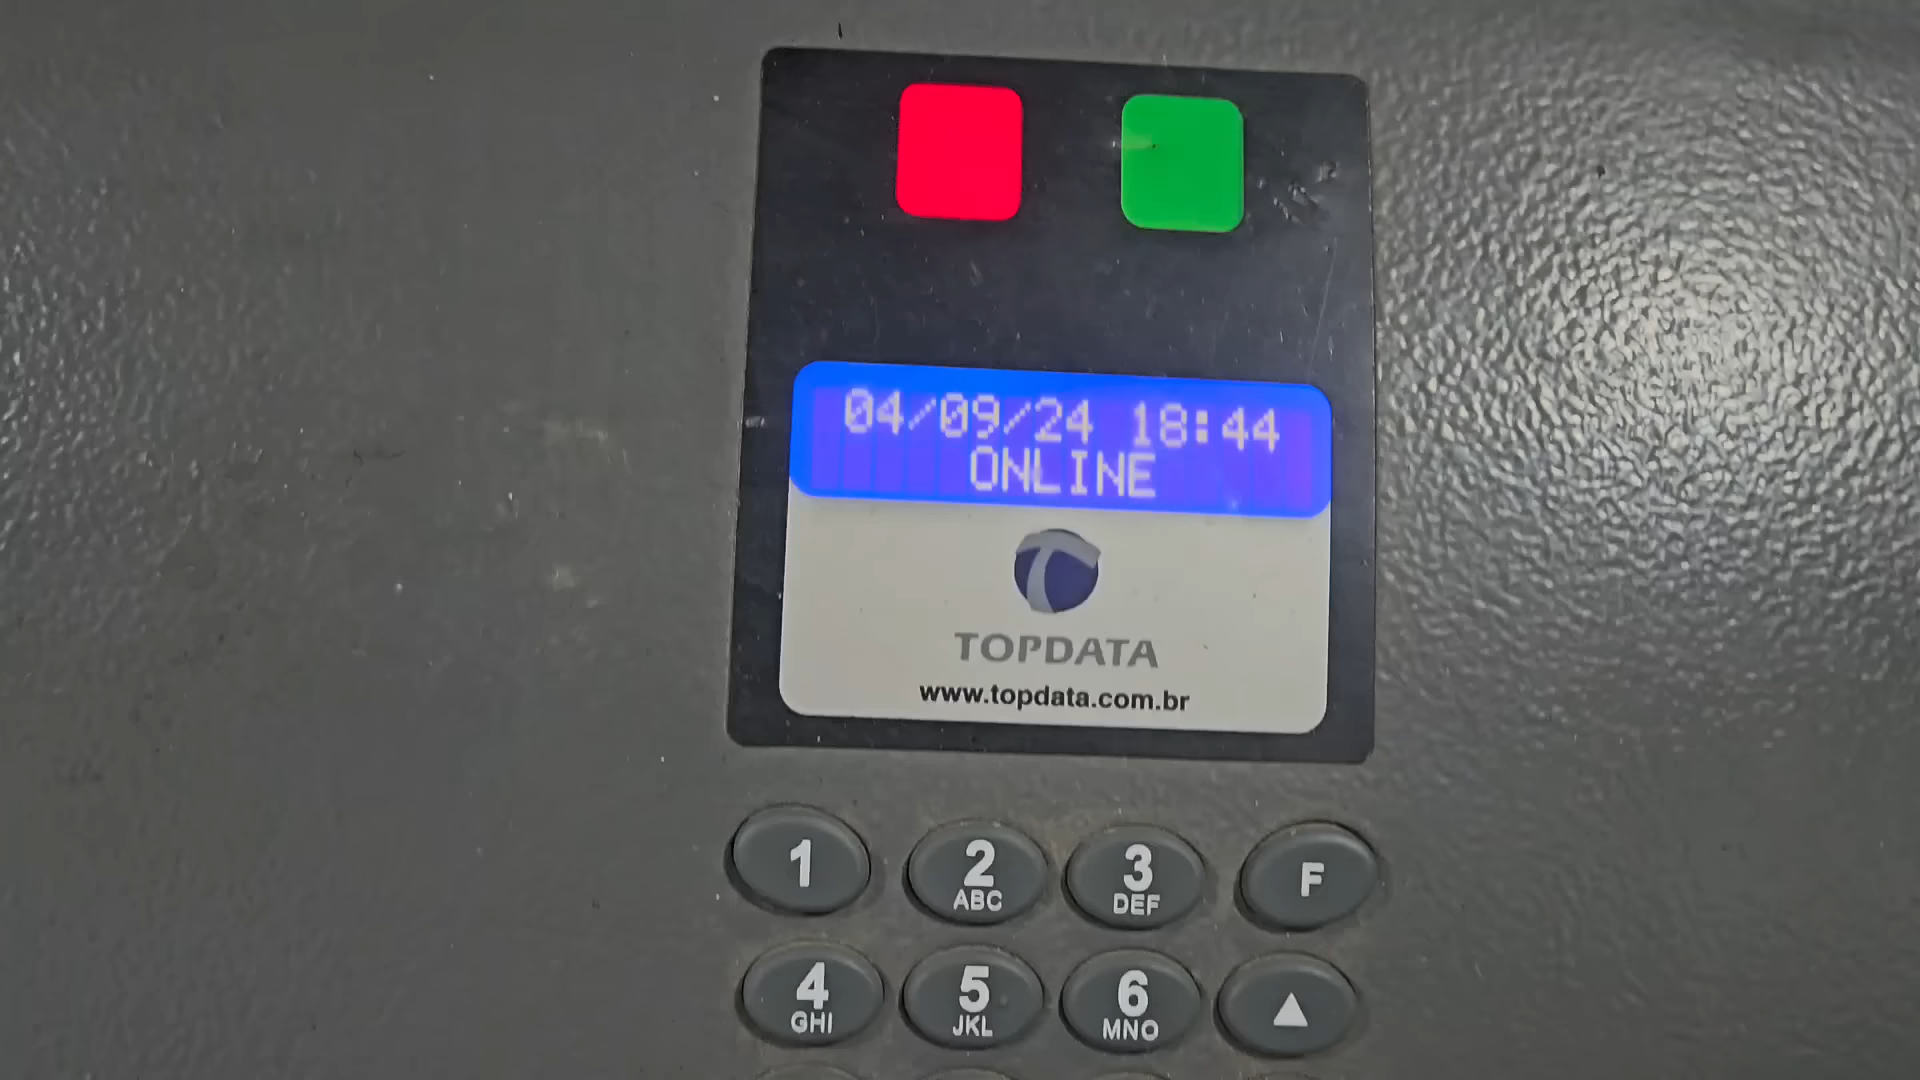 04/09/24 18:44
ONLINE
TOPDATA
www.topdata.com.br
1 2 3 F
ABC DEF
4 5 6 ▲
GHI JKL MNO